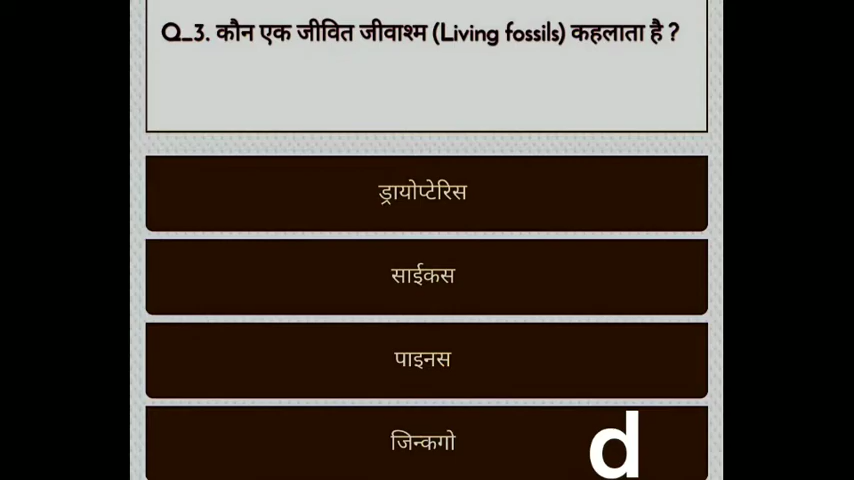 Q_3. कौन एक जीवित जीवाश्म (Living fossils) कहलाता है ?
ड्रायोप्टेरिस
साईकस
पाइनस
जिन्कगो
d